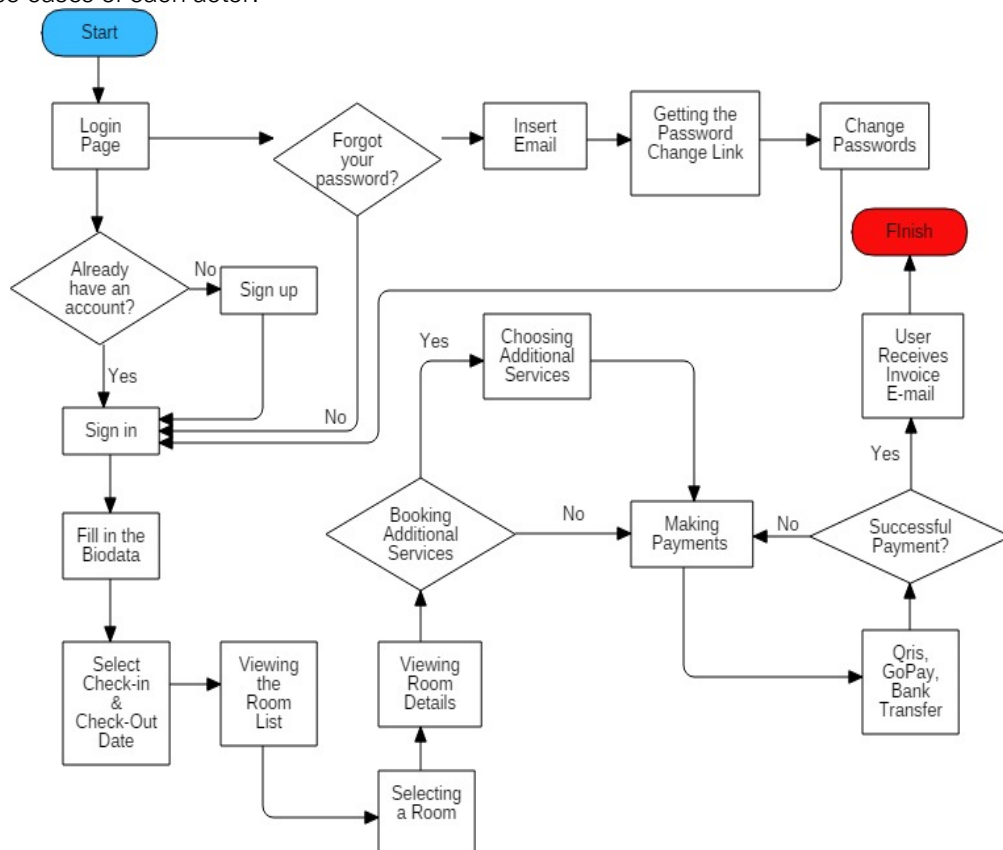 Start
Login
Page
Forgot
your
password?
Insert
Email
Getting the
Password
Change Link
Change
Passwords
FInish
Already
have an
account?
No
Sign up
Yes
Sign in
No
Choosing
Additional
Services
Yes
User
Receives
Invoice
E-mail
Yes
Fill in the
Biodata
Booking
Additional
Services
No
Making
Payments
No
Successful
Payment?
Select
Check-in
&
Check-Out
Date
Viewing
the
Room
List
Viewing
Room
Details
Qris,
GoPay,
Bank
Transfer
Selecting
a Room